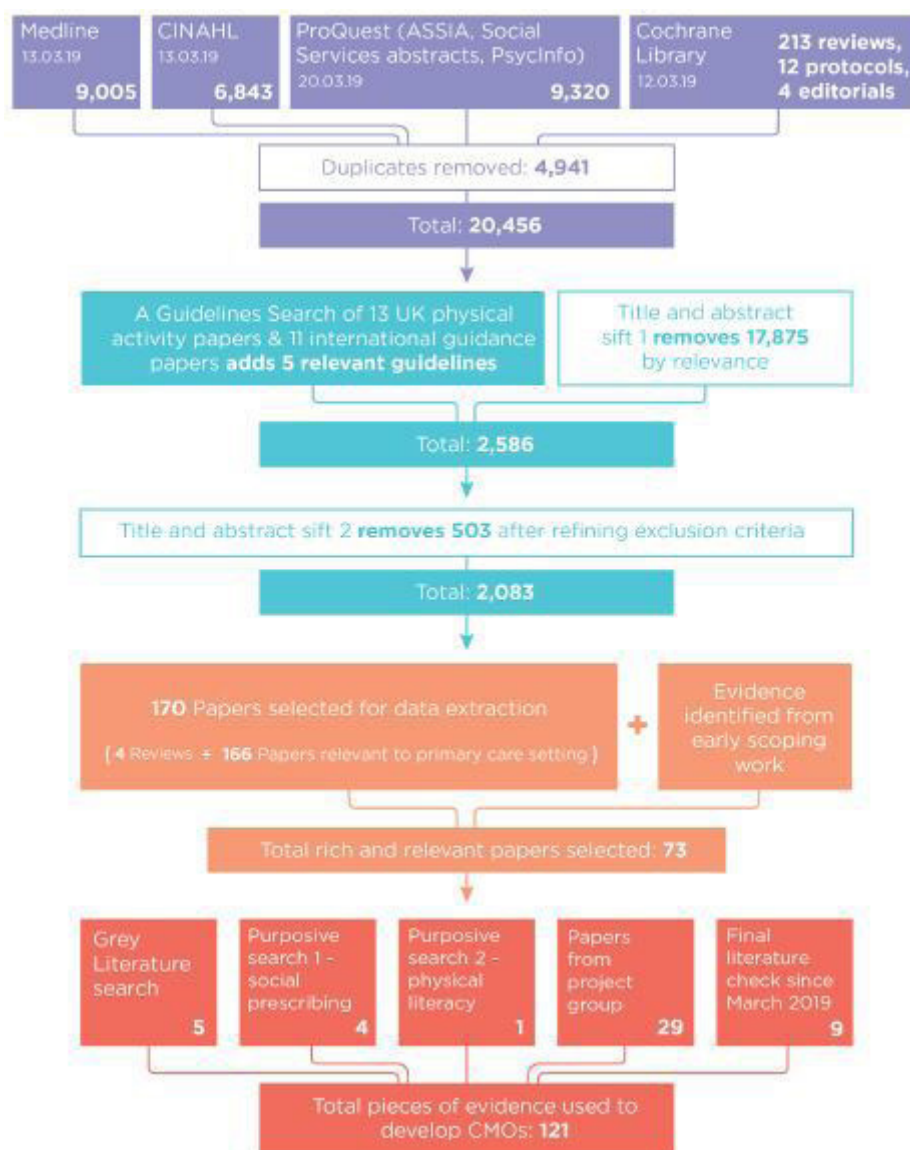 Medline
13.03.19
9,005
CINAHL
13.03.19
6,843
ProQuest (ASSIA, Social
Services abstracts, PsycInfo)
20.03.19
9,320
Cochrane
Library
12.03.19
213 reviews,
12 protocols,
4 editorials
Duplicates removed: 4,941
Total: 20,456
A Guidelines Search of 13 UK physical
activity papers & 11 international guidance
papers adds 5 relevant guidelines
Title and abstract
sift 1 removes 17,875
by relevance
Total: 2,586
Title and abstract sift 2 removes 503 after refining exclusion criteria
Total: 2,083
170 Papers selected for data extraction
(4 Reviews + 166 Papers relevant to primary care setting)
+
Evidence
identified from
early scoping
work
Total rich and relevant papers selected: 73
Grey
Literature
search
5
Purposive
search 1 -
social
prescribing
4
Purposive
search 2 -
physical
literacy
1
Papers
from
project
group
29
Final
literature
check since
March 2019
9
Total pieces of evidence used to
develop CMOs: 121